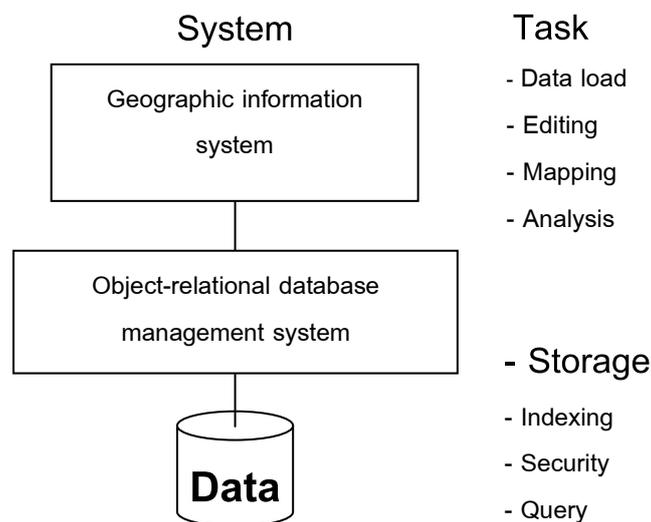 System
Task
Geographic information
system
- Data load
- Editing
- Mapping
- Analysis
Object-relational database
management system
- Storage
- Indexing
- Security
- Query
Data